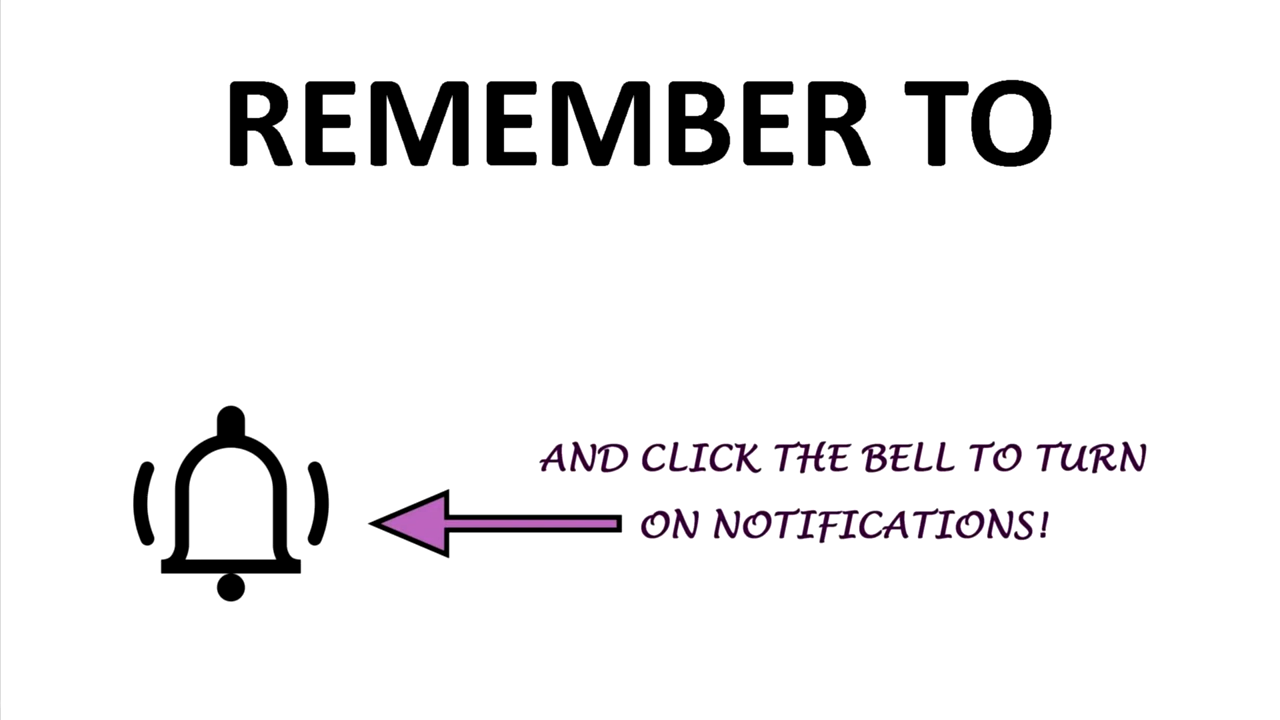 REMEMBER TO
AND CLICK THE BELL TO TURN
ON NOTIFICATIONS!